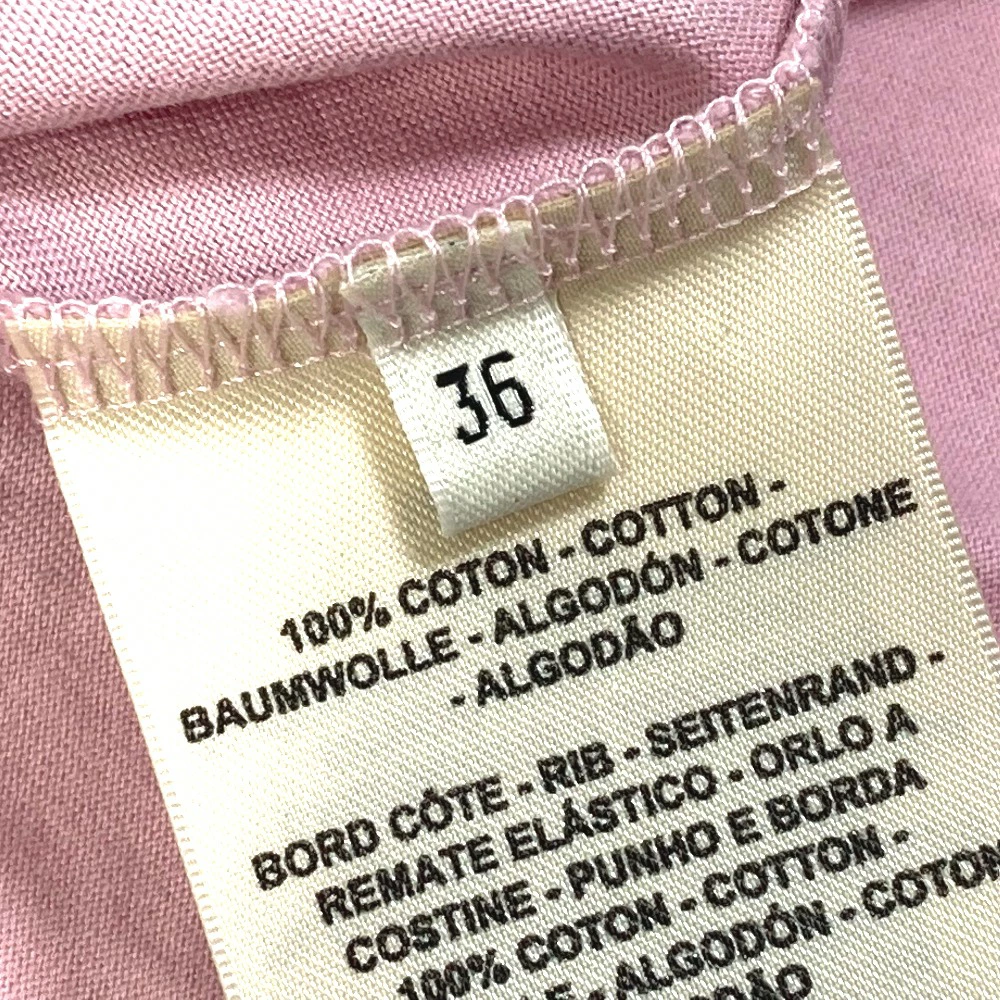 36
100% COTON - COTTON -
BAUMWOLLE - ALGODÓN - COTONE
- ALGODÃO
BORD CÔTE - RIB - SEITENRAND -
REMATE ELÁSTICO - ORLO A
COSTINE - PUNHO E BORDA
100% COTON - COTTON -
- ALGODÓN - COTON